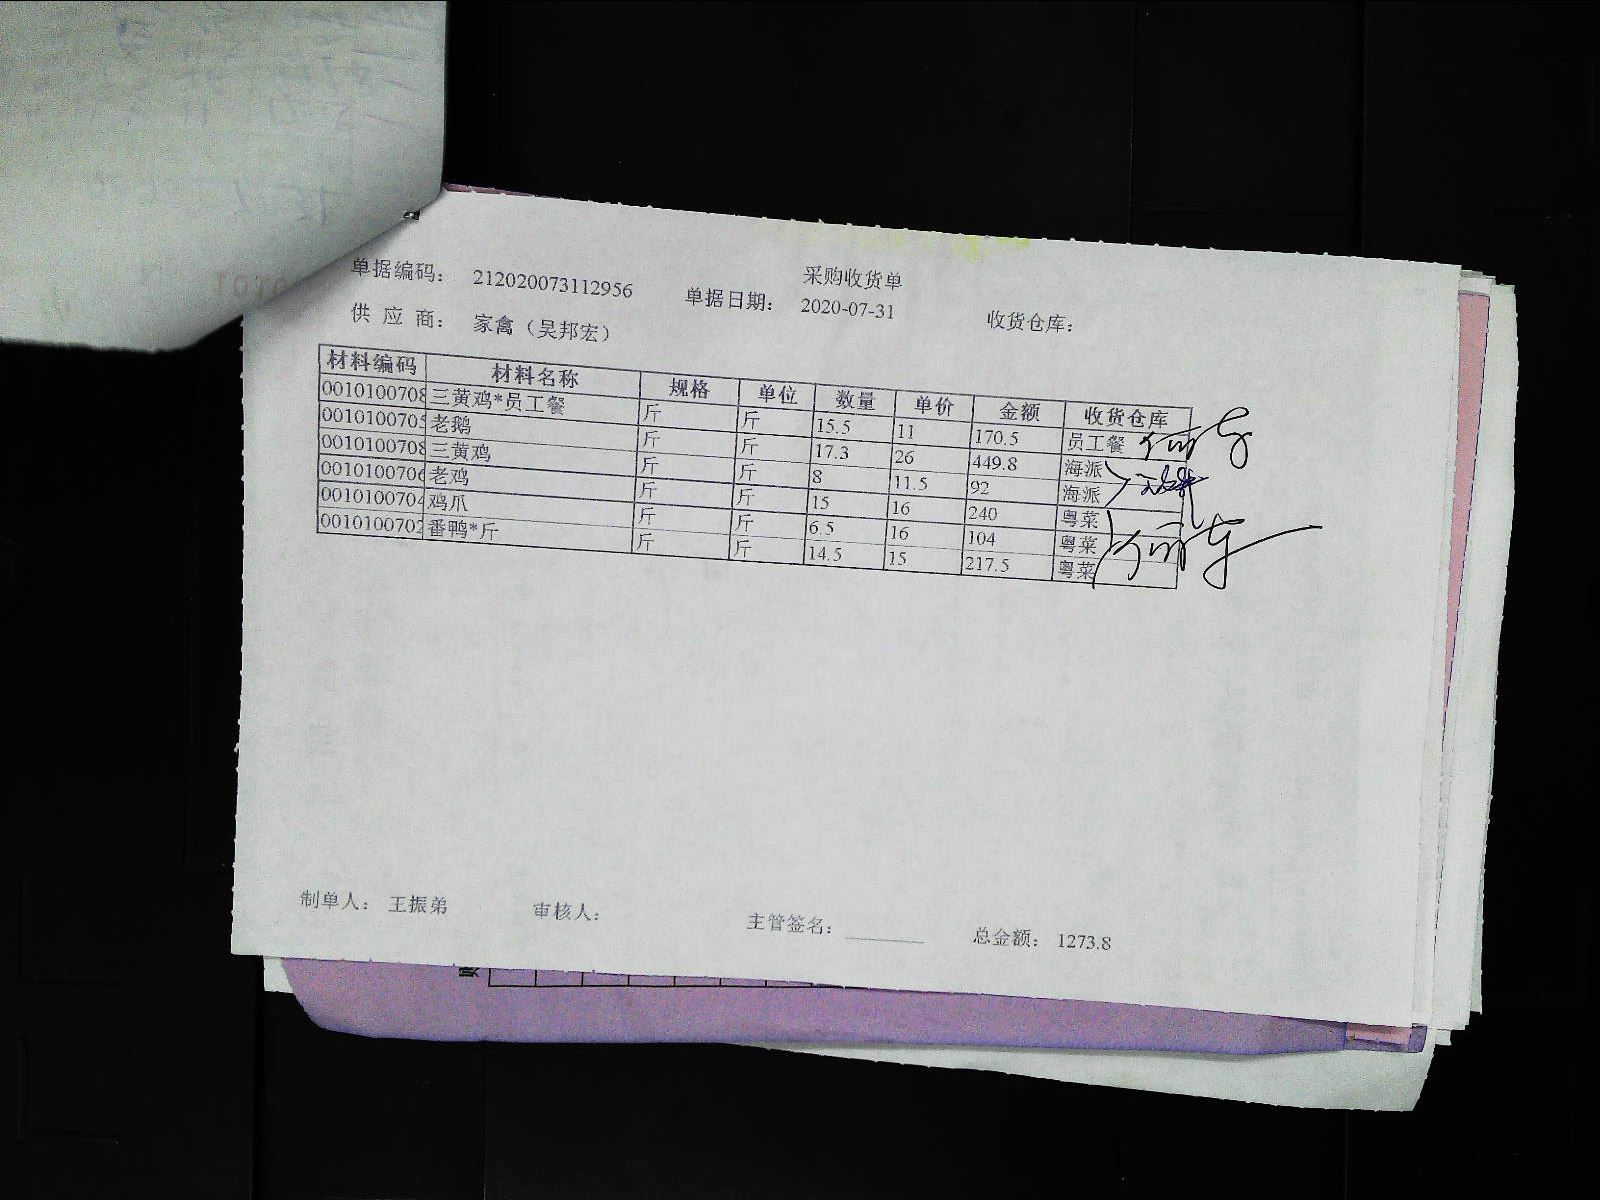 采购收货单
单据编码： 212020073112956 单据日期： 2020-07-31 收货仓库：
供 应 商： 家禽（吴邦宏）
材料编码 材料名称 规格 单位 数量 单价 金额 收货仓库
0010100708 三黄鸡*员工餐 斤 斤 15.5 11 170.5 员工餐
0010100705 老鹅 斤 斤 17.3 26 449.8 海派
0010100708 三黄鸡 斤 斤 8 11.5 92 海派
0010100706 老鸡 斤 斤 15 16 240 粤菜
0010100704 鸡爪 斤 斤 6.5 16 104 粤菜
0010100702 番鸭*斤 斤 斤 14.5 15 217.5 粤菜
制单人： 王振弟 审核人： 主管签名： 总金额： 1273.8